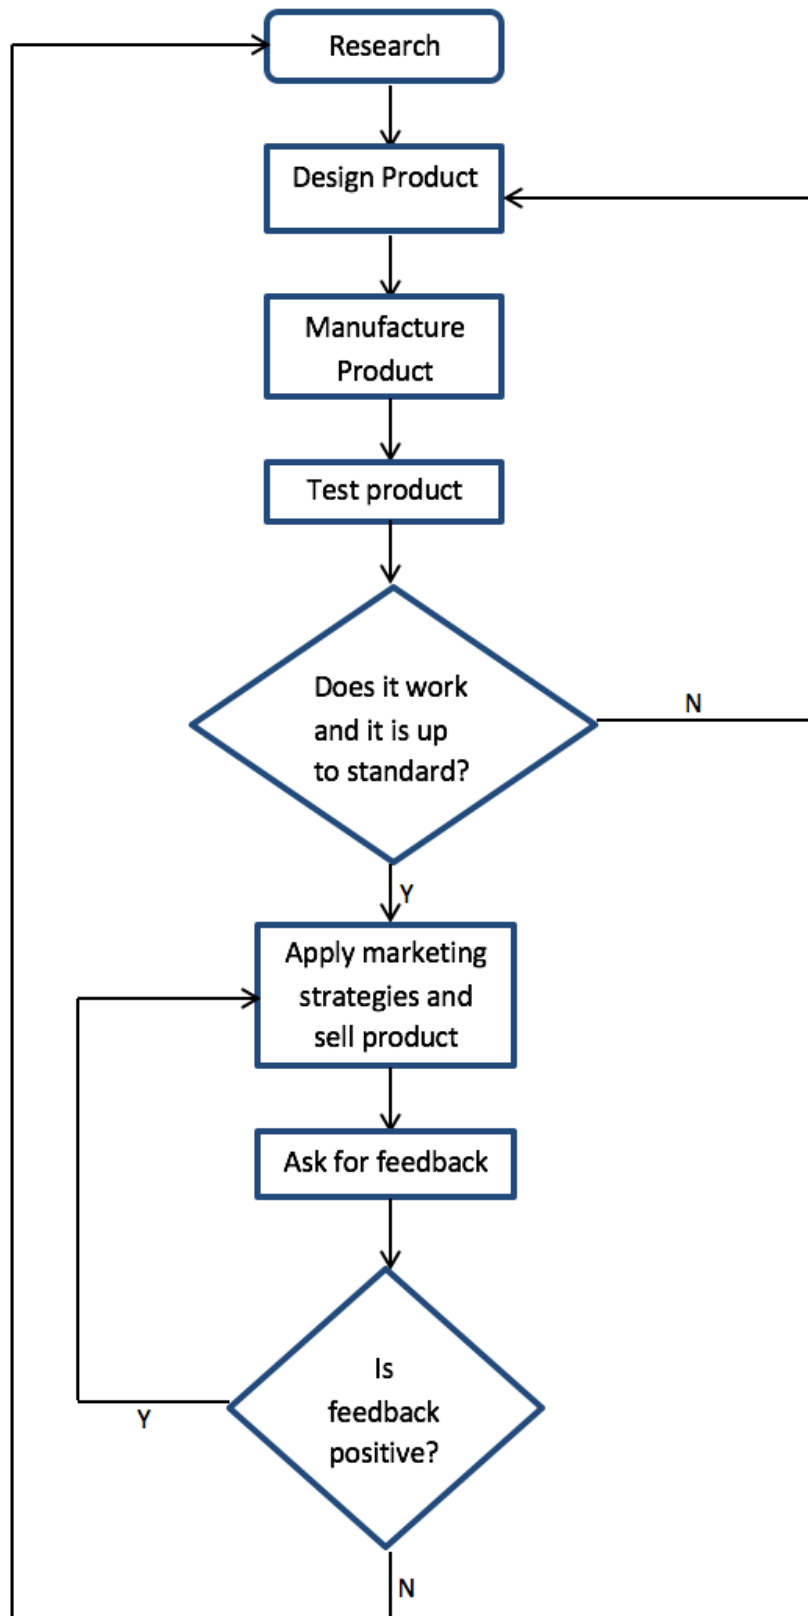 Research
Design Product
Manufacture
Product
Test product
Does it work
and it is up
to standard?
N
Y
Apply marketing
strategies and
sell product
Ask for feedback
Is
feedback
positive?
Y
N